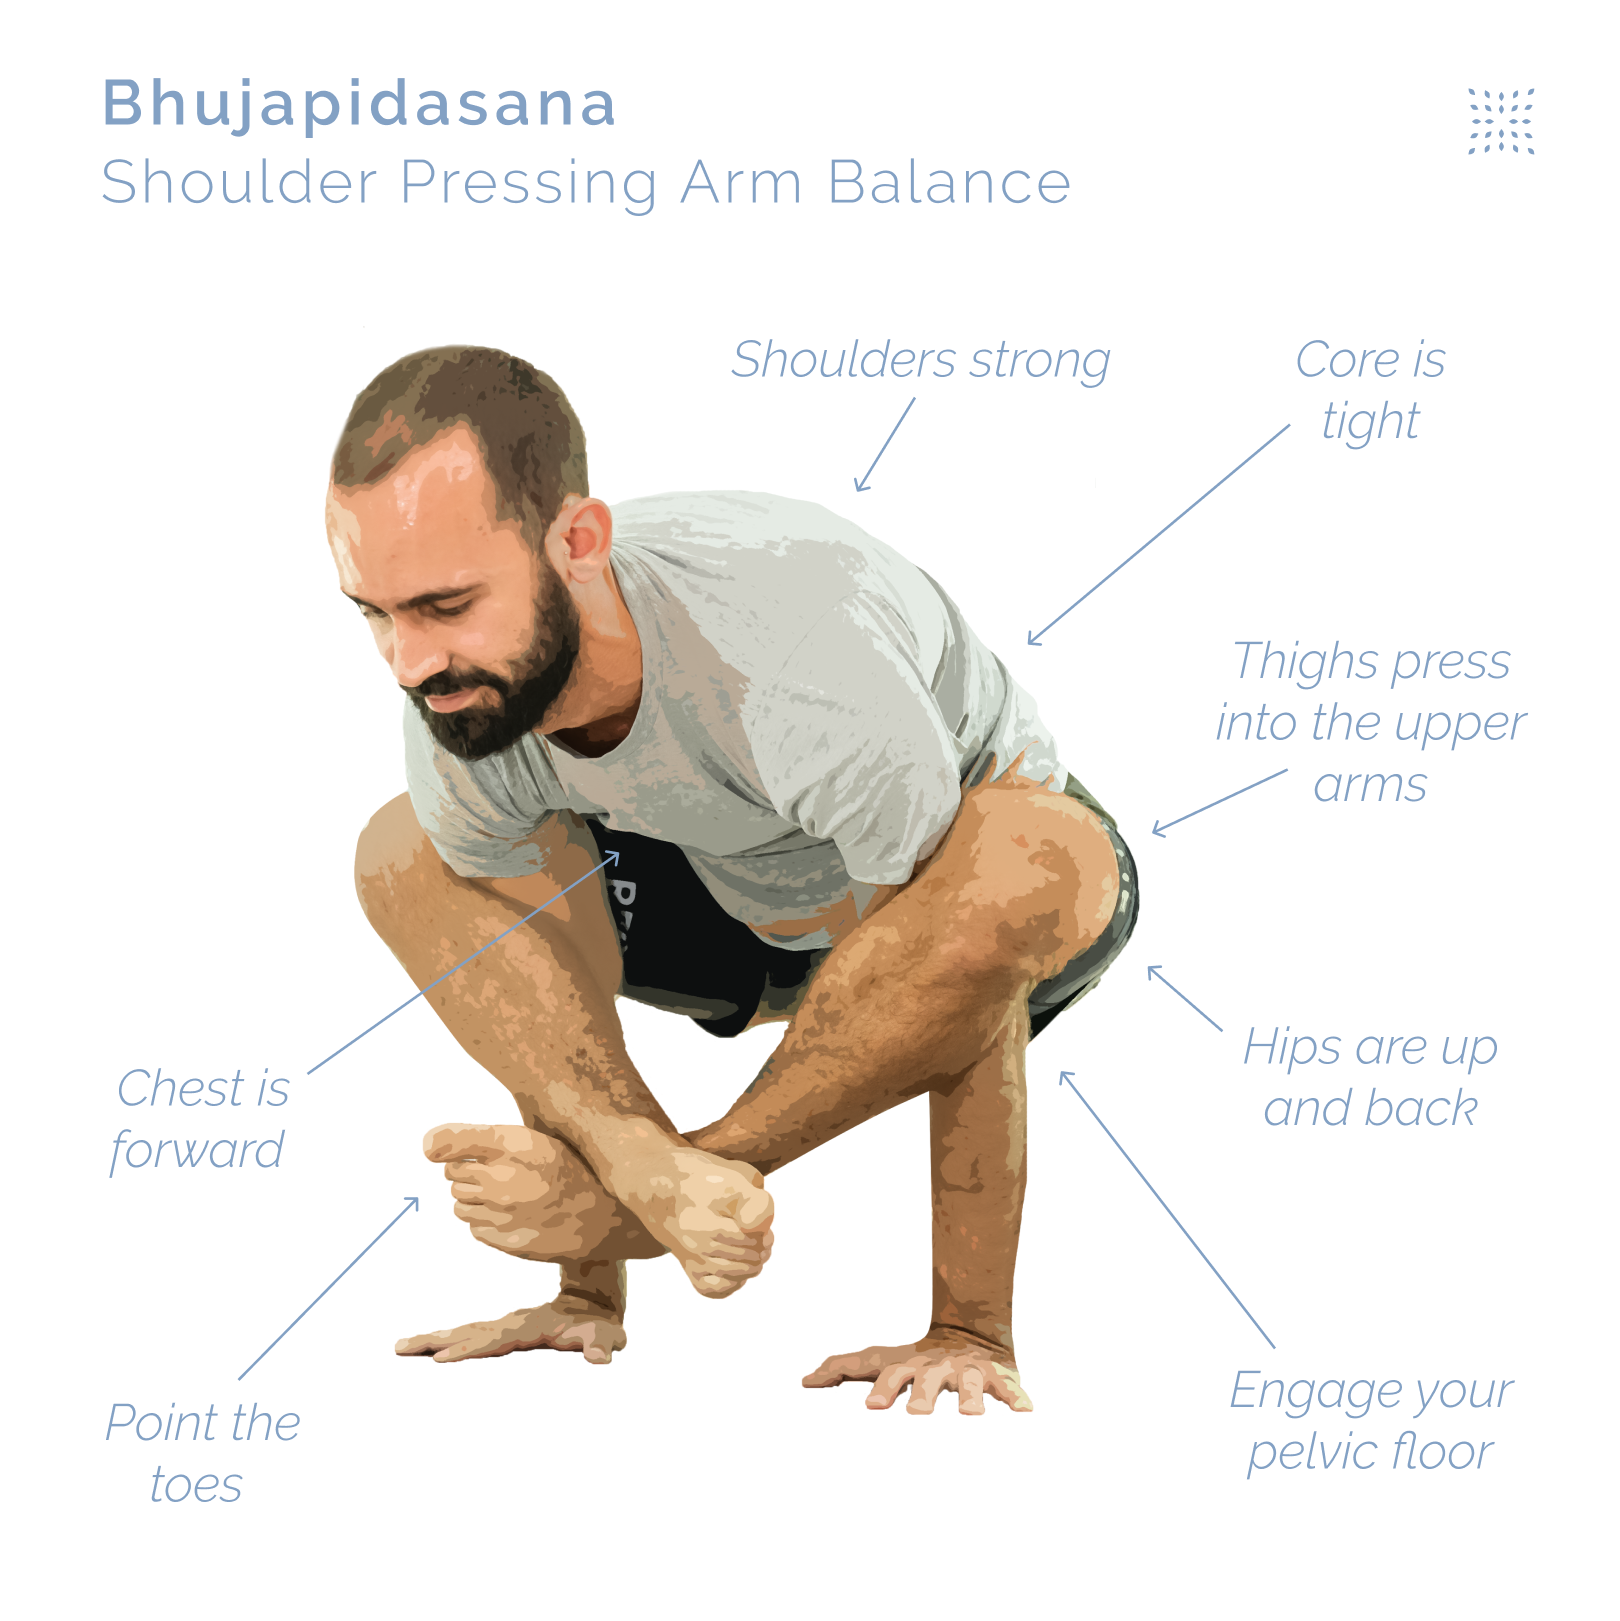 Bhujapidasana
Shoulder Pressing Arm Balance
Shoulders strong
Core is
tight
Thighs press
into the upper
arms
Chest is
forward
Hips are up
and back
Point the
toes
Engage your
pelvic floor